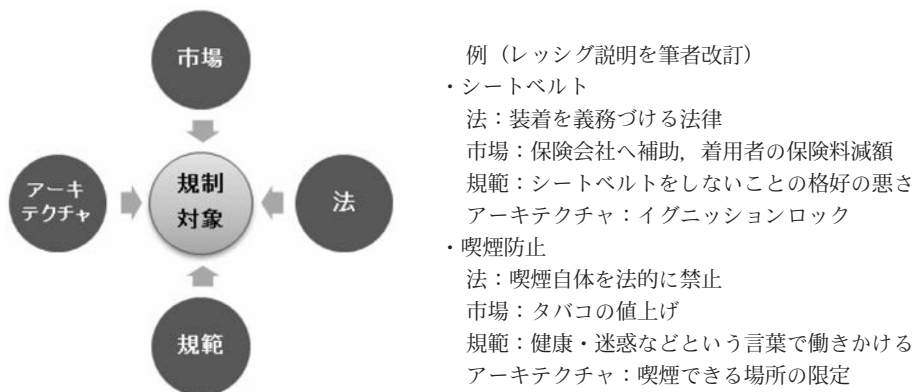 市場
アーキ
テクチャ
規制
対象
法
規範
例（レッシグ説明を筆者改訂）
・シートベルト
法：装着を義務づける法律
市場：保険会社へ補助，着用者の保険料減額
規範：シートベルトをしないことの格好の悪さ
アーキテクチャ：イグニッションロック
・喫煙防止
法：喫煙自体を法的に禁止
市場：タバコの値上げ
規範：健康・迷惑などという言葉で働きかける
アーキテクチャ：喫煙できる場所の限定